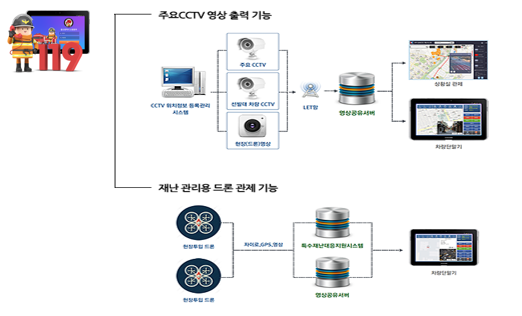 119
주요CCTV 영상 출력 기능
주요 CCTV
CCTV 위치정보 등록관리
시스템
선발대 차량 CCTV
현장(드론)영상
LET망
영상공유서버
상황실 관제
차량단말기
재난 관리용 드론 관제 기능
현장투입 드론
자이로,GPS,영상
특수재난대응지원시스템
차량단말기
현장투입 드론
영상공유서버